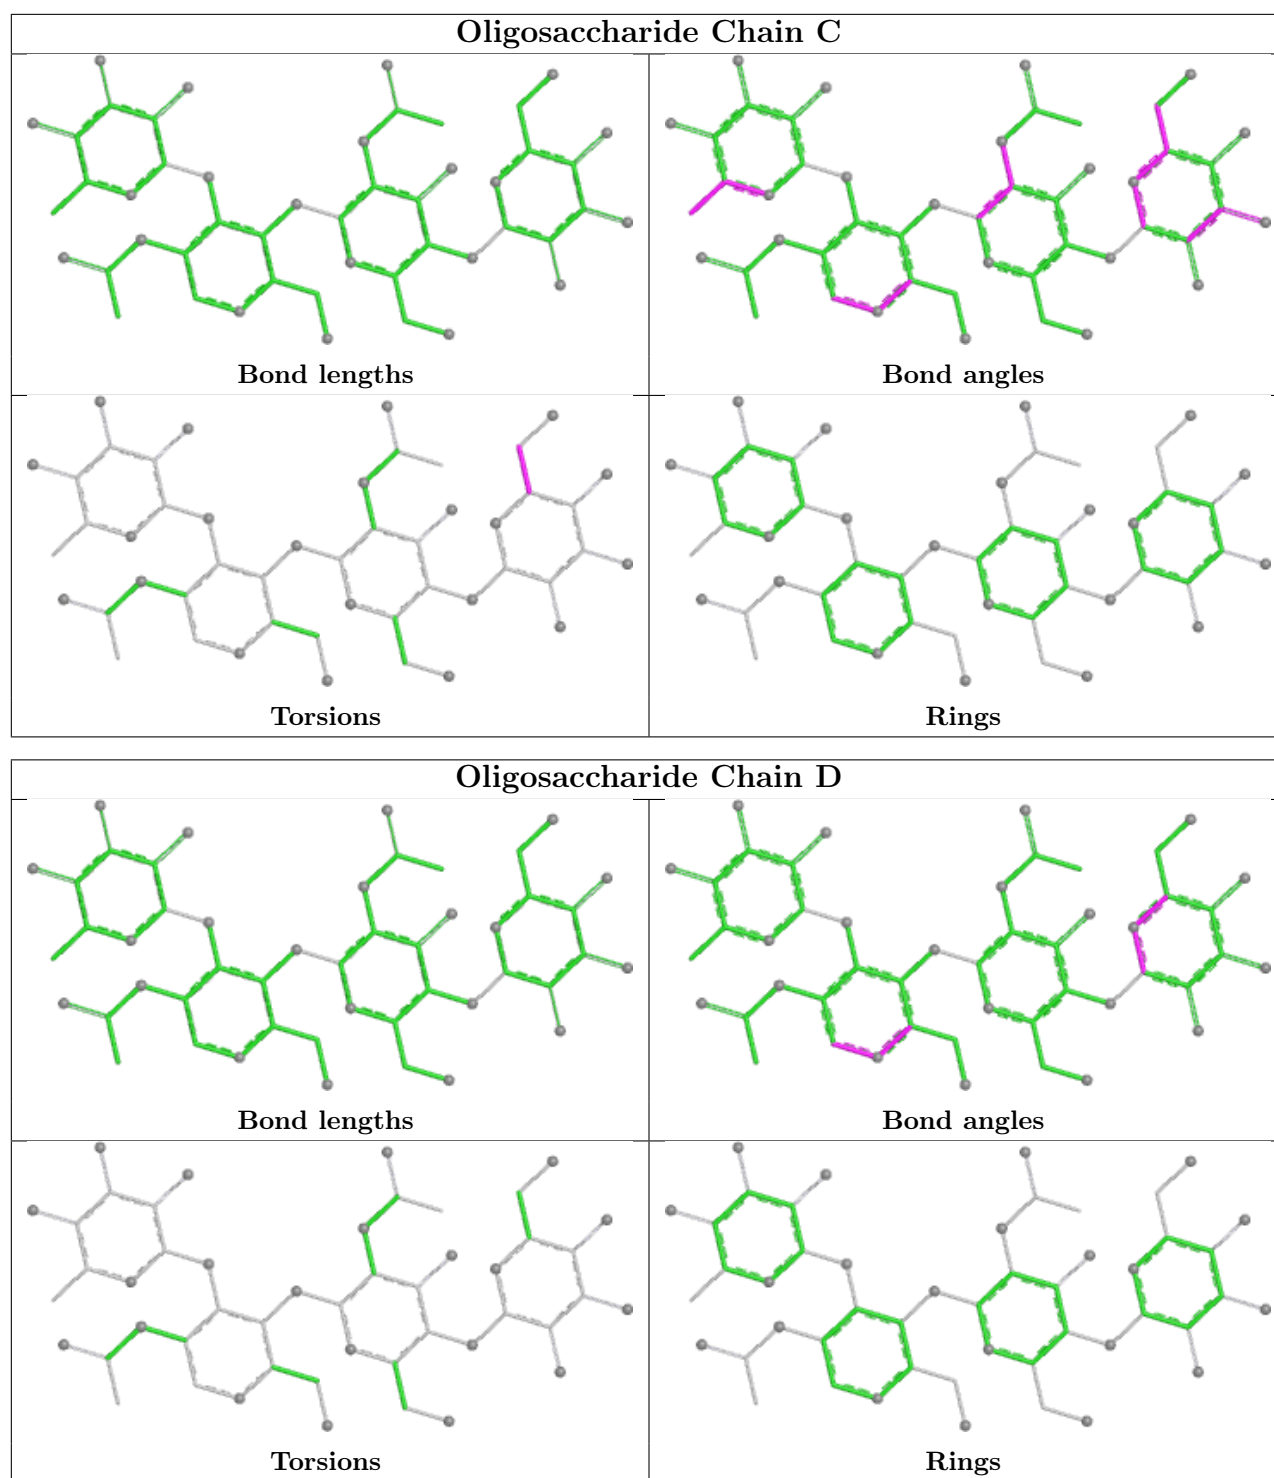 Oligosaccharide Chain C
Bond lengths
Bond angles
Torsions
Rings
Oligosaccharide Chain D
Bond lengths
Bond angles
Torsions
Rings